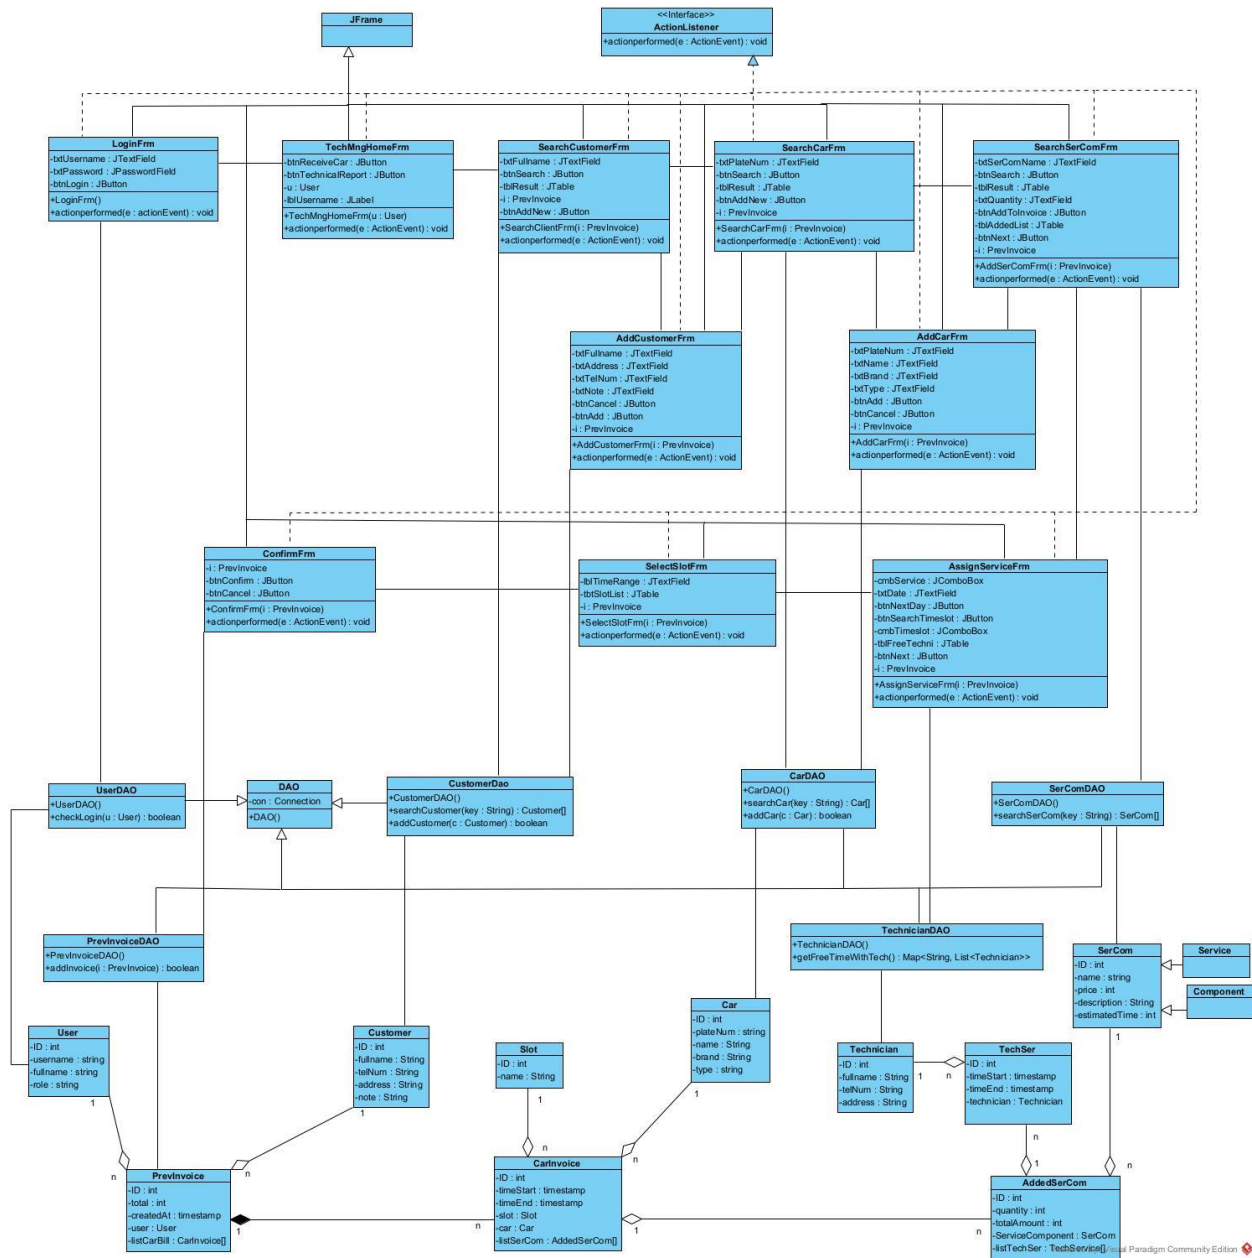 JFrame
<<Interface>>
ActionListener
+actionperformed(e : ActionEvent) : void
LoginFrm
-txtUsername : JTextField
-txtPassword : JPasswordField
-btnLogin : JButton
+LoginFrm()
+actionperformed(e : actionEvent) : void
TechMngHomeFrm
-btnReceiveCar : JButton
-btnTechnicalReport : JButton
-u : User
-lblUsername : JLabel
+TechMngHomeFrm(u : User)
+actionperformed(e : ActionEvent) : void
SearchCustomerFrm
-txtFullname : JTextField
-btnSearch : JButton
-tblResult : JTable
-i : PrevInvoice
-btnAddNew : JButton
+SearchClientFrm(i : PrevInvoice)
+actionperformed(e : ActionEvent) : void
SearchCarFrm
-txtPlateNum : JTextField
-btnSearch : JButton
-tblResult : JTable
-btnAddNew : JButton
-i : PrevInvoice
+SearchCarFrm(i : PrevInvoice)
+actionperformed(e : ActionEvent) : void
SearchSerComFrm
-txtSerComName : JTextField
-btnSearch : JButton
-tblResult : JTable
-txtQuantity : JTextField
-btnAddToInvoice : JButton
-tblAddedList : JTable
-btnNext : JButton
-i : PrevInvoice
+AddSerComFrm(i : PrevInvoice)
+actionperformed(e : ActionEvent) : void
AddCustomerFrm
-txtFullname : JTextField
-txtAddress : JTextField
-txtTelNum : JTextField
-txtNote : JTextField
-btnCancel : JButton
-btnAdd : JButton
-i : PrevInvoice
+AddCustomerFrm(i : PrevInvoice)
+actionperformed(e : ActionEvent) : void
AddCarFrm
-txtPlateNum : JTextField
-txtName : JTextField
-txtBrand : JTextField
-txtType : JTextField
-btnAdd : JButton
-btnCancel : JButton
-i : PrevInvoice
+AddCarFrm(i : PrevInvoice)
+actionperformed(e : ActionEvent) : void
ConfirmFrm
-i : PrevInvoice
-btnConfirm : JButton
-btnCancel : JButton
+ConfirmFrm(i : PrevInvoice)
+actionperformed(e : ActionEvent) : void
SelectSlotFrm
-lblTimeRange : JTextField
-tbtSlotList : JTable
-i : PrevInvoice
+SelectSlotFrm(i : PrevInvoice)
+actionperformed(e : ActionEvent) : void
AssignServiceFrm
-cmbService : JComboBox
-txtDate : JTextField
-btnNextDay : JButton
-btnSearchTimeslot : JButton
-cmbTimeslot : JComboBox
-tblFreeTechni : JTable
-btnNext : JButton
-i : PrevInvoice
+AssignServiceFrm(i : PrevInvoice)
+actionperformed(e : ActionEvent) : void
UserDAO
+UserDAO()
+checkLogin(u : User) : boolean
DAO
-con : Connection
+DAO()
CustomerDao
+CustomerDAO()
+searchCustomer(key : String) : Customer[]
+addCustomer(c : Customer) : boolean
CarDAO
+CarDAO()
+searchCar(key : String) : Car[]
+addCar(c : Car) : boolean
SerComDAO
+SerComDAO()
+searchSerCom(key : String) : SerCom[]
PrevInvoiceDAO
+PrevInvoiceDAO()
+addInvoice(i : PrevInvoice) : boolean
TechnicianDAO
+TechnicianDAO()
+getFreeTimeWithTech() : Map<String, List<Technician>>
SerCom
-ID : int
-name : string
-price : int
-description : String
-estimatedTime : int
Service
Component
User
-ID : int
-username : string
-fullname : string
-role : string
Customer
-ID : int
-fullname : String
-telNum : String
-address : String
-note : String
Slot
-ID : int
-name : String
Car
-ID : int
-plateNum : string
-name : String
-brand : String
-type : string
Technician
-ID : int
-fullname : String
-telNum : String
-address : String
TechSer
-ID : int
-timeStart : timestamp
-timeEnd : timestamp
-technician : Technician
1
n
1
1
1
1
1
n
n
n
n
n
1
n
PrevInvoice
-ID : int
-total : int
-createdAt : timestamp
-user : User
-listCarBill : CarInvoice[]
1
n
CarInvoice
-ID : int
-timeStart : timestamp
-timeEnd : timestamp
-slot : Slot
-car : Car
-listSerCom : AddedSerCom[]
1
n
AddedSerCom
-ID : int
-quantity : int
-totalAmount : int
-ServiceComponent : SerCom
-listTechSer : TechService[]
Visual Paradigm Community Edition